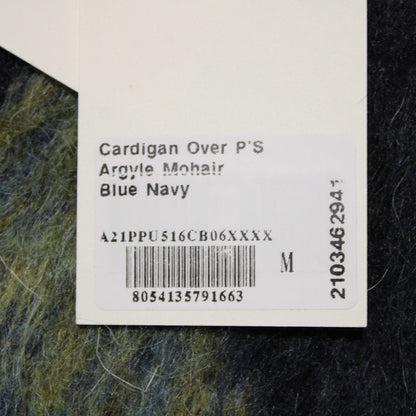 Cardigan Over P'S
Argyle Mohair
Blue Navy
A21PPU516CB06XXXX
M
8054135791663
2103462941